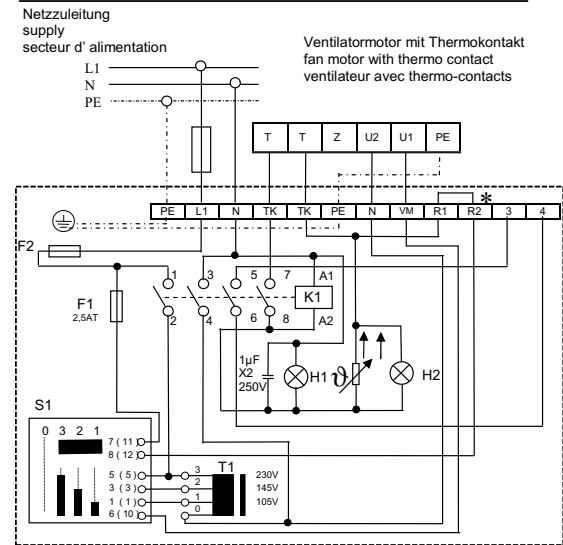 Netzzuleitung
supply
secteur d' alimentation
Ventilatormotor mit Thermokontakt
fan motor with thermo contact
ventilateur avec thermo-contacts
L1
N
PE
T T Z U2 U1 PE
*
PE L1 N TK TK PE N VM R1 R2 3 4
F2
1 3 5 7 A1
K1
F1
2,5AT
2 4 6 8 A2
1µF
X2
250V
H1
ϑ
H2
S1
0 3 2 1
7 ( 11 )
8 ( 12 )
T1
5 ( 5 ) 3 230V
3 ( 3 ) 2 145V
1 ( 1 ) 1 105V
6 ( 10 ) 0